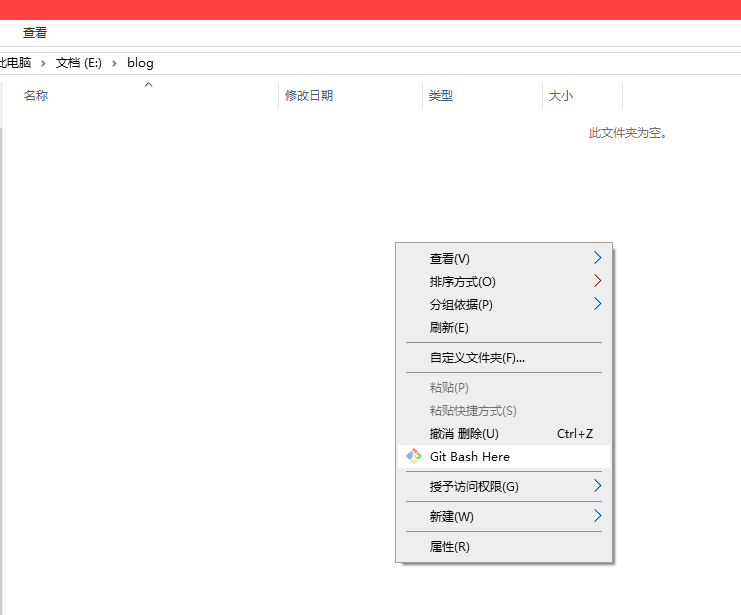 查看
此电脑 › 文档 (E:) › blog
名称 修改日期 类型 大小
此文件夹为空。
查看(V)
排序方式(O)
分组依据(P)
刷新(E)
自定义文件夹(F)...
粘贴(P)
粘贴快捷方式(S)
撤消 删除(U) Ctrl+Z
Git Bash Here
授予访问权限(G)
新建(W)
属性(R)